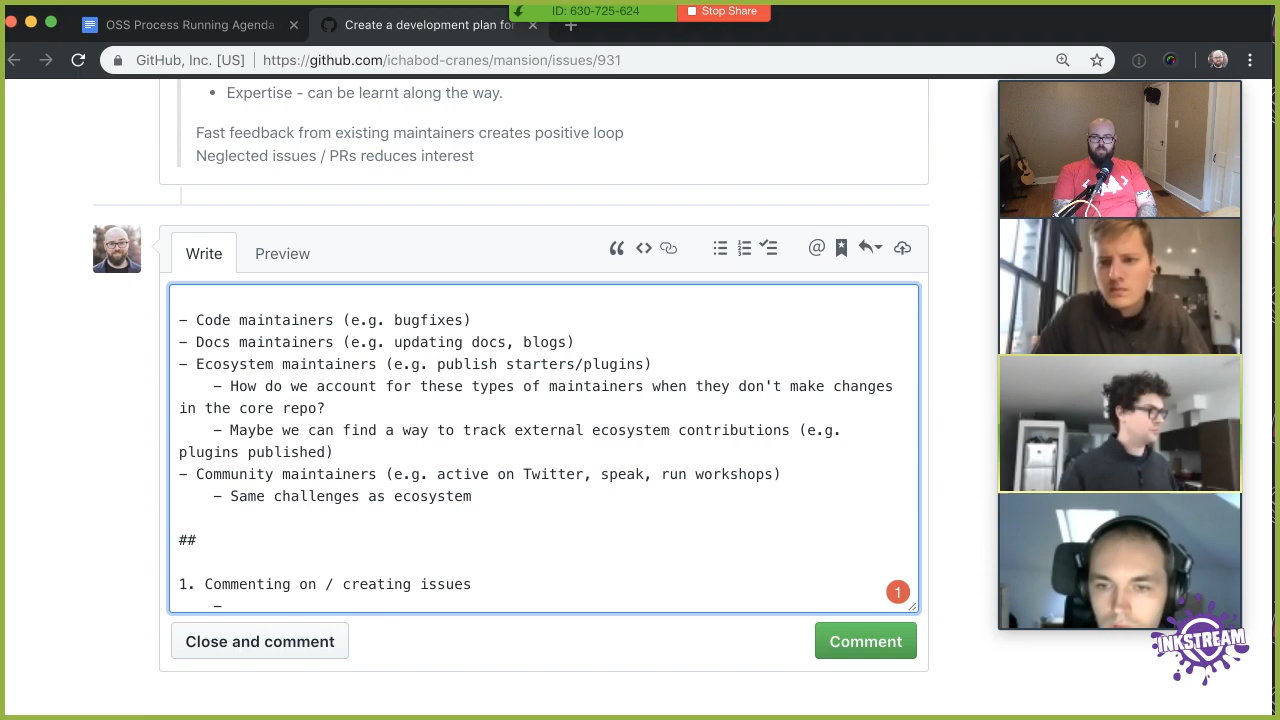 ID: 630-725-624 Stop Share
OSS Process Running Agenda
Create a development plan for
GitHub, Inc. [US] https://github.com/ichabod-cranes/mansion/issues/931
• Expertise - can be learnt along the way.
Fast feedback from existing maintainers creates positive loop
Neglected issues / PRs reduces interest
Write Preview
– Code maintainers (e.g. bugfixes)
– Docs maintainers (e.g. updating docs, blogs)
– Ecosystem maintainers (e.g. publish starters/plugins)
– How do we account for these types of maintainers when they don't make changes
in the core repo?
– Maybe we can find a way to track external ecosystem contributions (e.g.
plugins published)
– Community maintainers (e.g. active on Twitter, speak, run workshops)
– Same challenges as ecosystem
##
1. Commenting on / creating issues
–
1
Close and comment
Comment
INKSTREAM